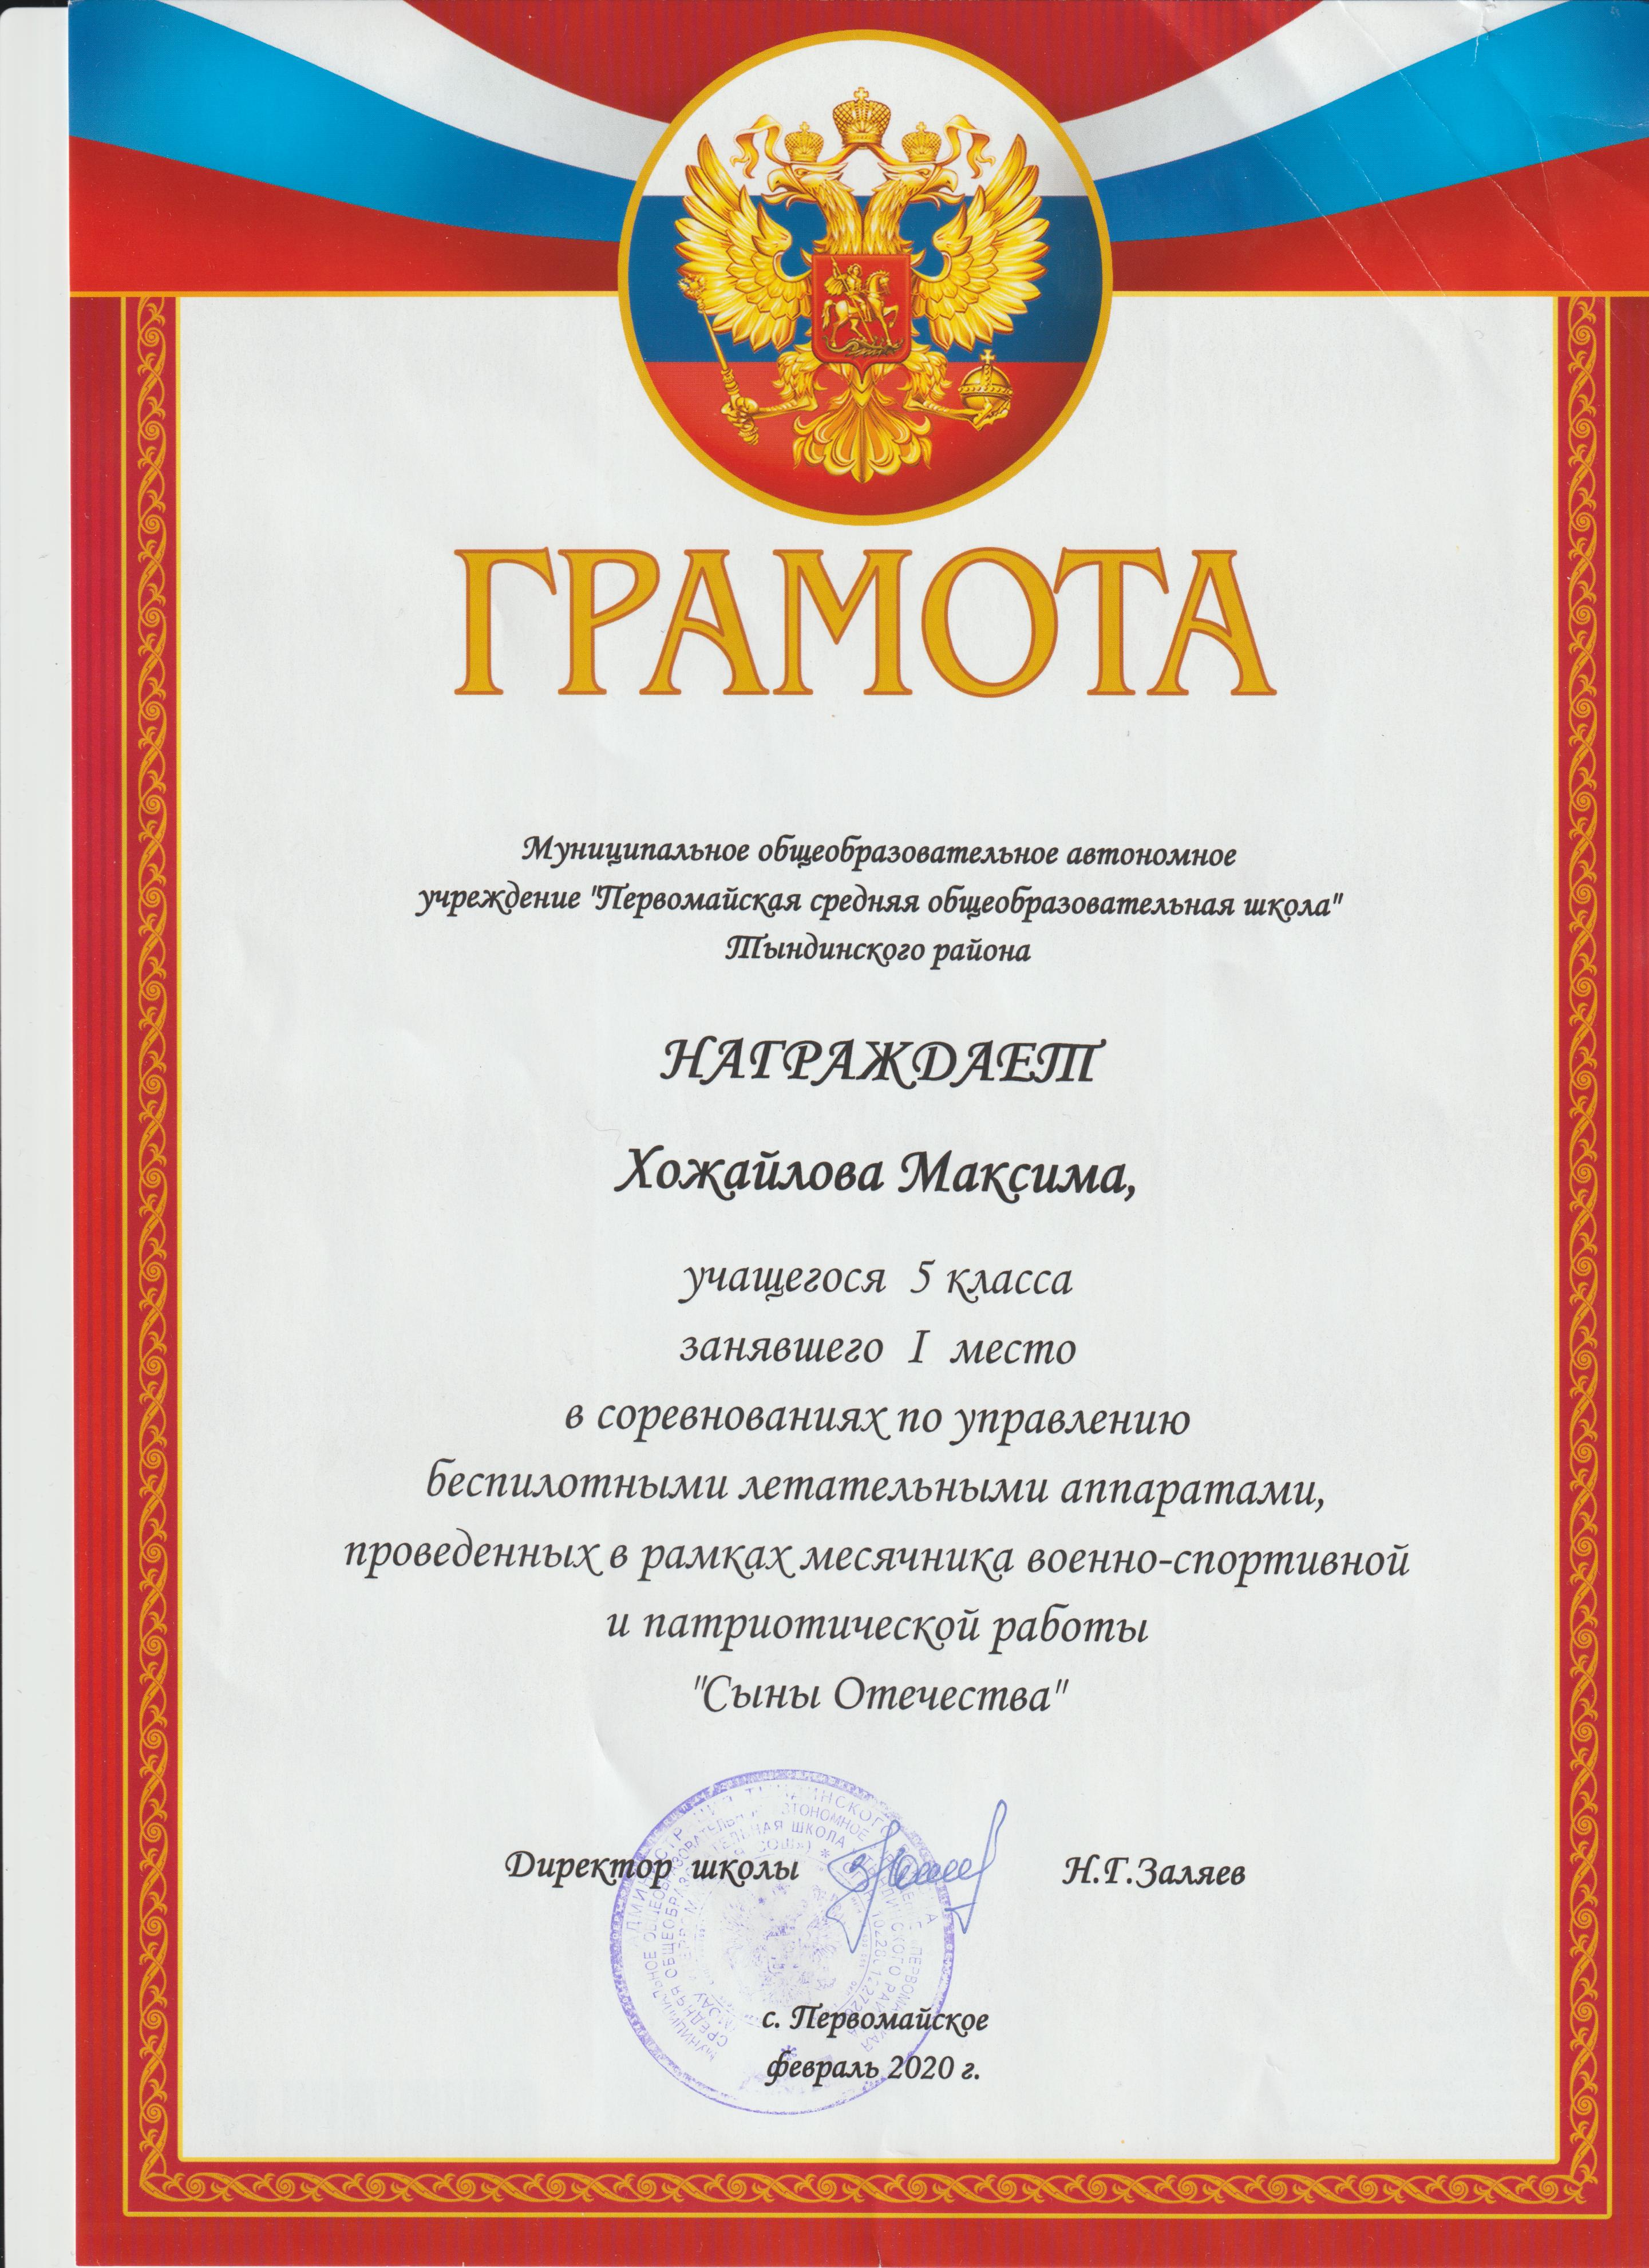 ГРАМОТА
Муниципальное общеобразовательное автономное
учреждение "Первомайская средняя общеобразовательная школа"
Тындинского района
НАГРАЖДАЕТ
Хожайлова Максима,
учащегося 5 класса
занявшего I место
в соревнованиях по управлению
беспилотными летательными аппаратами,
проведенных в рамках месячника военно-спортивной
и патриотической работы
"Сыны Отечества"
Директор школы Н.Г.Заляев
с. Первомайское
февраль 2020 г.